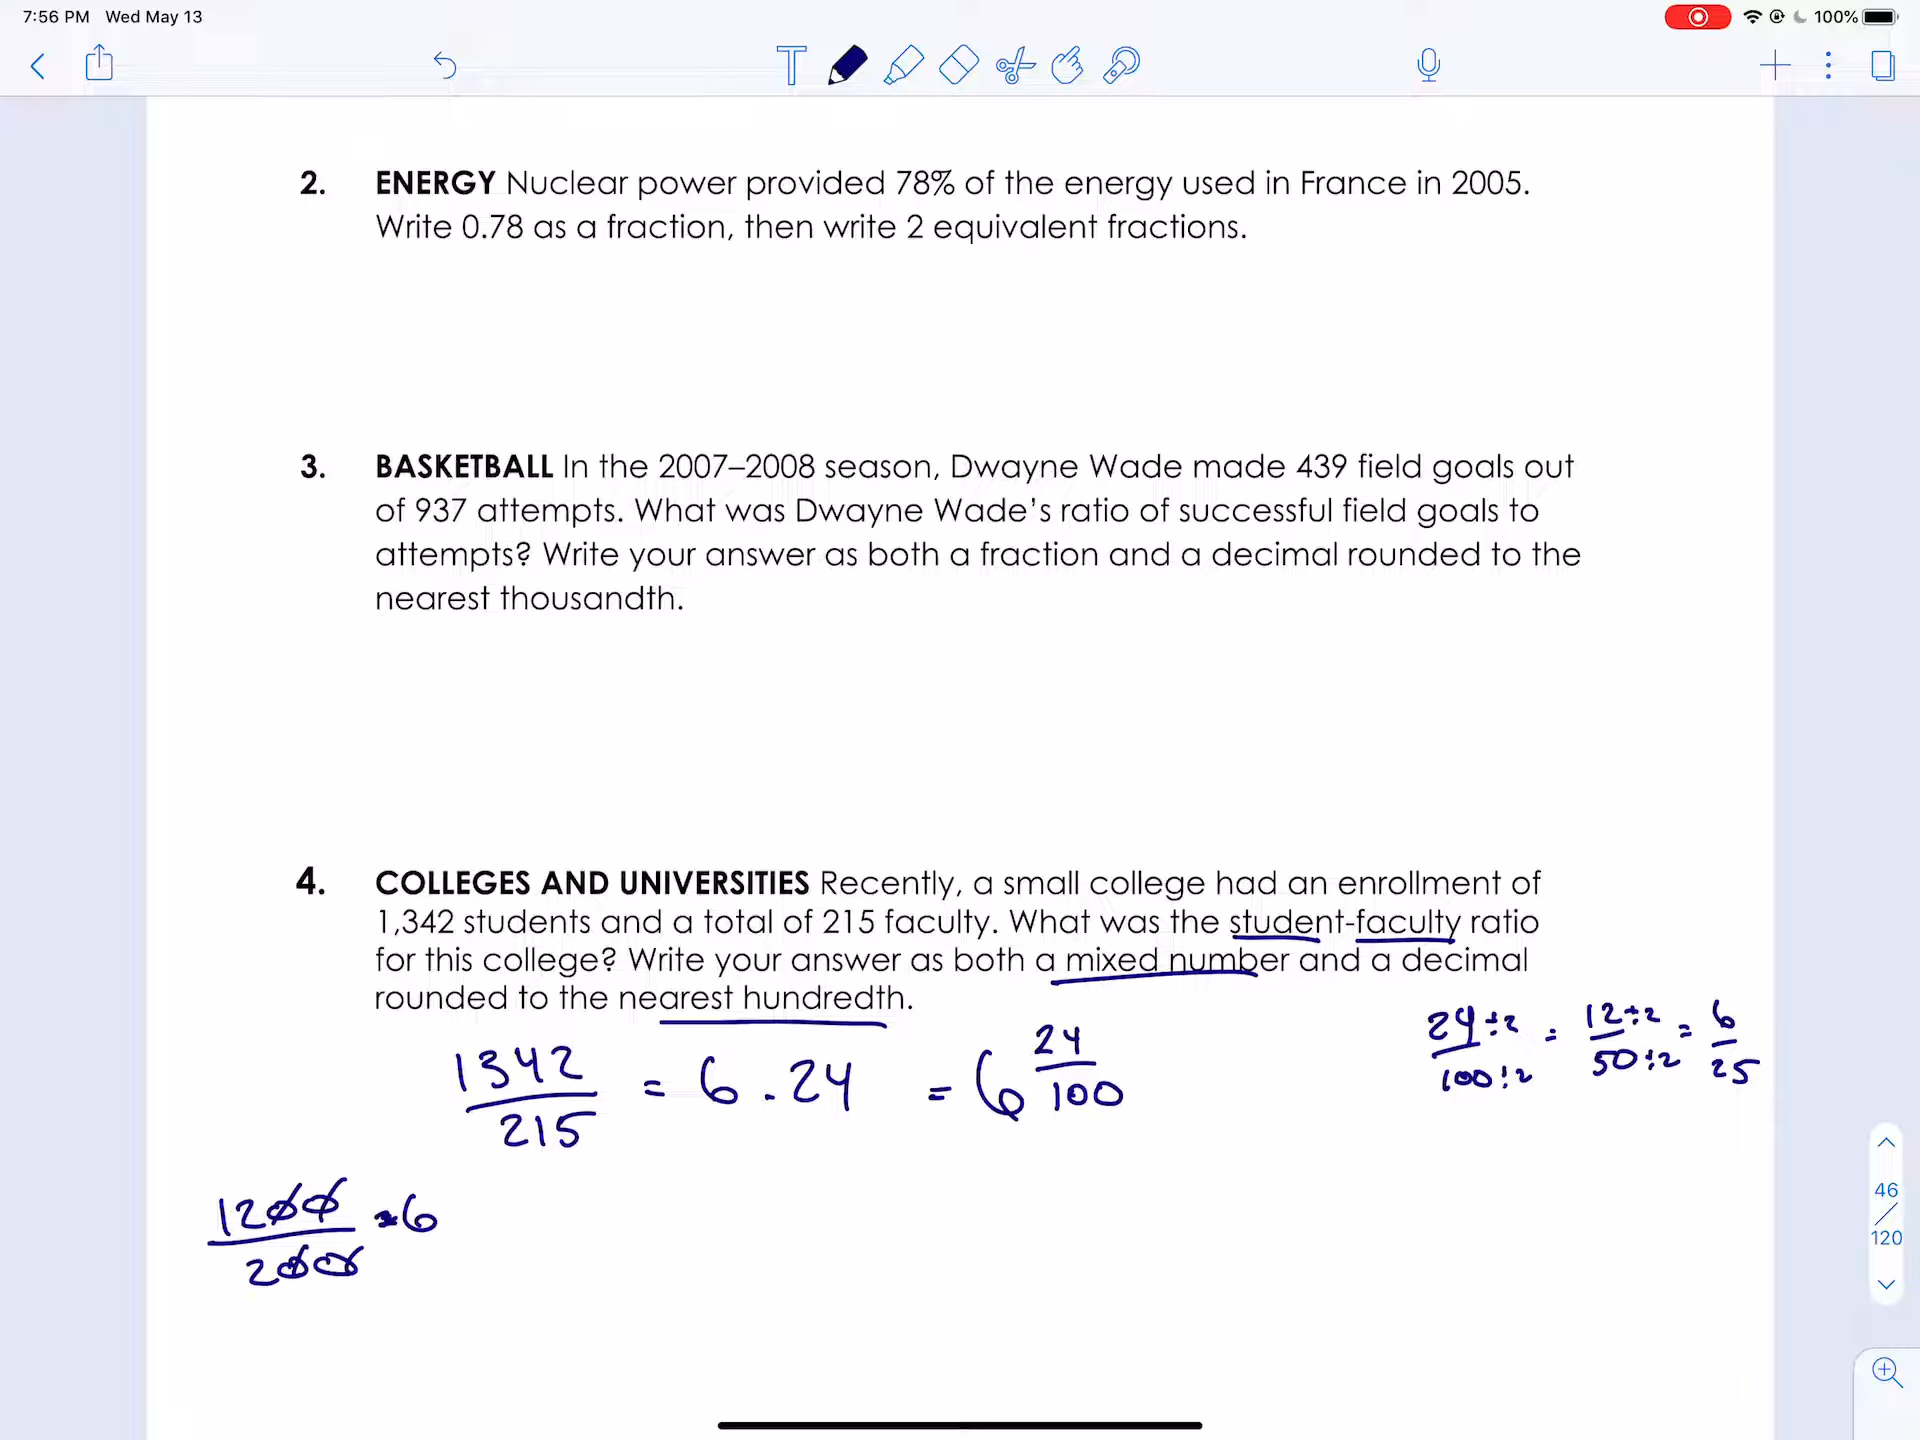 7:56 PM Wed May 13
100%
2. ENERGY Nuclear power provided 78% of the energy used in France in 2005.
Write 0.78 as a fraction, then write 2 equivalent fractions.
3. BASKETBALL In the 2007–2008 season, Dwayne Wade made 439 field goals out
of 937 attempts. What was Dwayne Wade's ratio of successful field goals to
attempts? Write your answer as both a fraction and a decimal rounded to the
nearest thousandth.
4. COLLEGES AND UNIVERSITIES Recently, a small college had an enrollment of
1,342 students and a total of 215 faculty. What was the student-faculty ratio
for this college? Write your answer as both a mixed number and a decimal
rounded to the nearest hundredth.
1342/215 = 6.24 = 6 24/100
24÷2/100÷2 = 12÷2/50÷2 = 6/25
1200/200 = 6
46/120